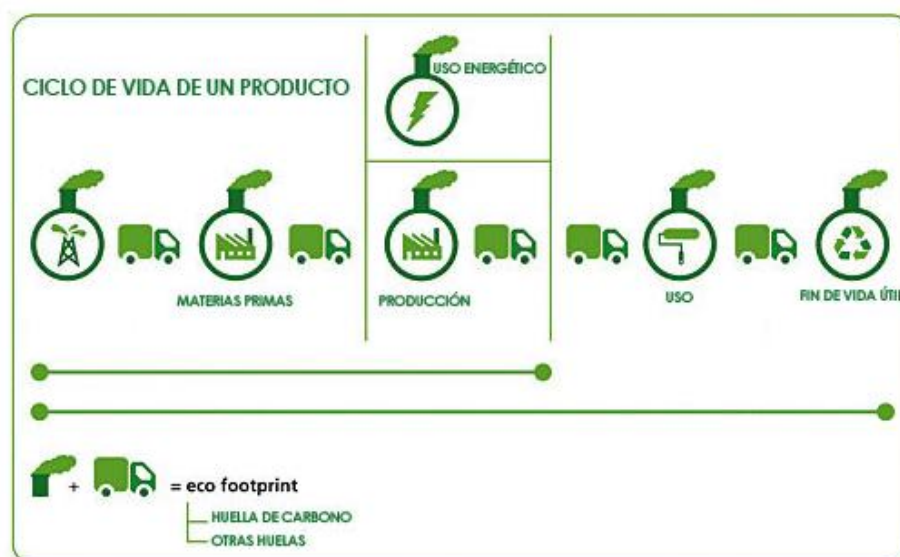 USO ENERGÉTICO
CICLO DE VIDA DE UN PRODUCTO
MATERIAS PRIMAS
PRODUCCIÓN
USO
FIN DE VIDA ÚTIL
= eco footprint
+
HUELLA DE CARBONO
OTRAS HUELAS